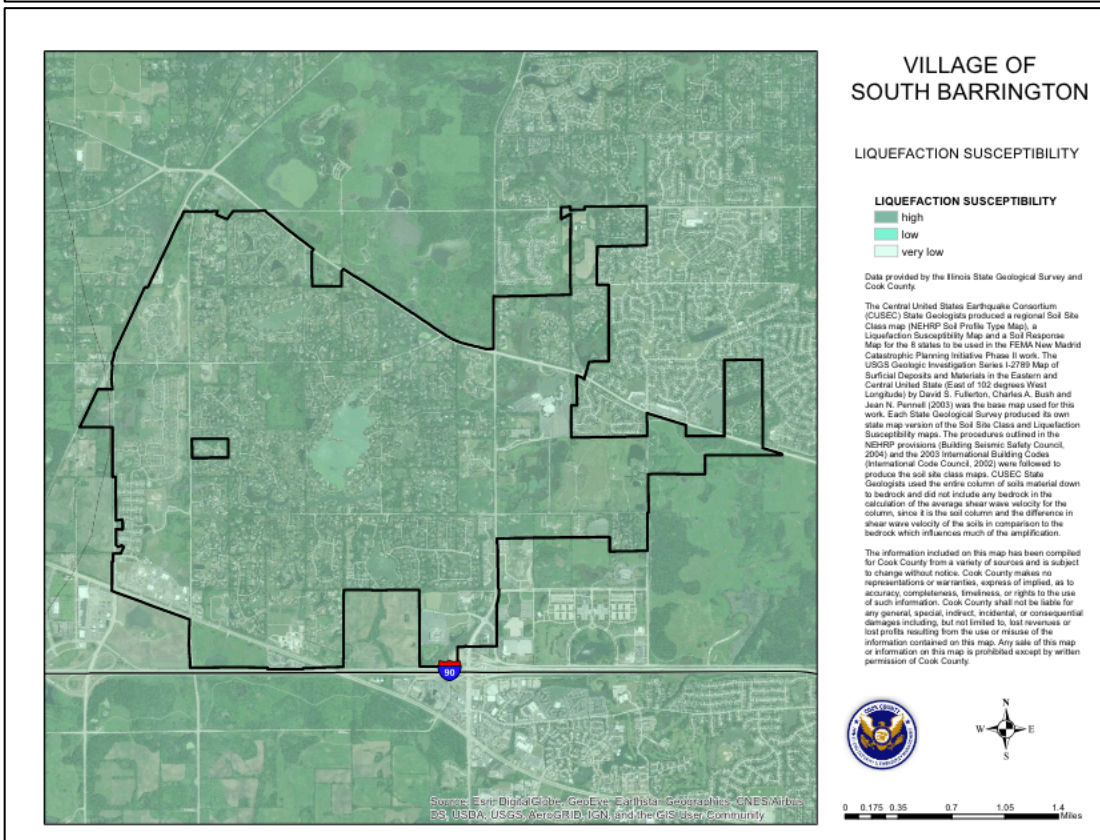 VILLAGE OF
SOUTH BARRINGTON
LIQUEFACTION SUSCEPTIBILITY
LIQUEFACTION SUSCEPTIBILITY
high
low
very low
Data provided by the Illinois State Geological Survey and
Cook County.
The Central United States Earthquake Consortium
(CUSEC) State Geologists produced a regional Soil Site
Class map (NEHRP Soil Profile Type Map), a
Liquefaction Susceptibility Map and a Soil Response
Map for the 8 states to be used in the FEMA New Madrid
Catastrophic Planning Initiative Phase II work. The
USGS Geologic Investigation Series I-2789 Map of
Surficial Deposits and Materials in the Eastern and
Central United State (East of 102 degrees West
Longitude) by David S. Fullerton, Charles A. Bush and
Jean N. Pennell (2003) was the base map used for this
work. Each State Geological Survey produced its own
state map version of the Soil Site Class and Liquefaction
Susceptibility maps. The procedures outlined in the
NEHRP provisions (Building Seismic Safety Council,
2004) and the 2003 International Building Codes
(International Code Council, 2002) were followed to
produce the soil site class maps. CUSEC State
Geologists used the entire column of soils material down
to bedrock and did not include any bedrock in the
calculation of the average shear wave velocity for the
column, since it is the soil column and the difference in
shear wave velocity of the soils in comparison to the
bedrock which influences much of the amplification.
The information included on this map has been compiled
for Cook County from a variety of sources and is subject
to change without notice. Cook County makes no
representations or warranties, express of implied, as to
accuracy, completeness, timeliness, or rights to the use
of such information. Cook County shall not be liable for
any general, special, indirect, incidental, or consequential
damages including, but not limited to, lost revenues or
lost profits resulting from the use or misuse of the
information contained on this map. Any sale of this map
or information on this map is prohibited except by written
permission of Cook County.
90
COOK COUNTY
N
W E
S
Source: Esri, DigitalGlobe, GeoEye, Earthstar Geographics, CNES/Airbus
DS, USDA, USGS, AeroGRID, IGN, and the GIS User Community
0 0.175 0.35 0.7 1.05 1.4
Miles